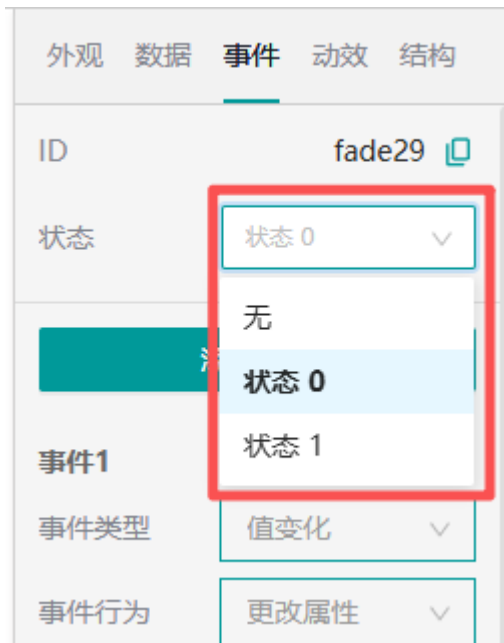 外观 数据 事件 动效 结构
ID fade29
状态 状态 0
无
状态 0
状态 1
事件1
事件类型 值变化
事件行为 更改属性